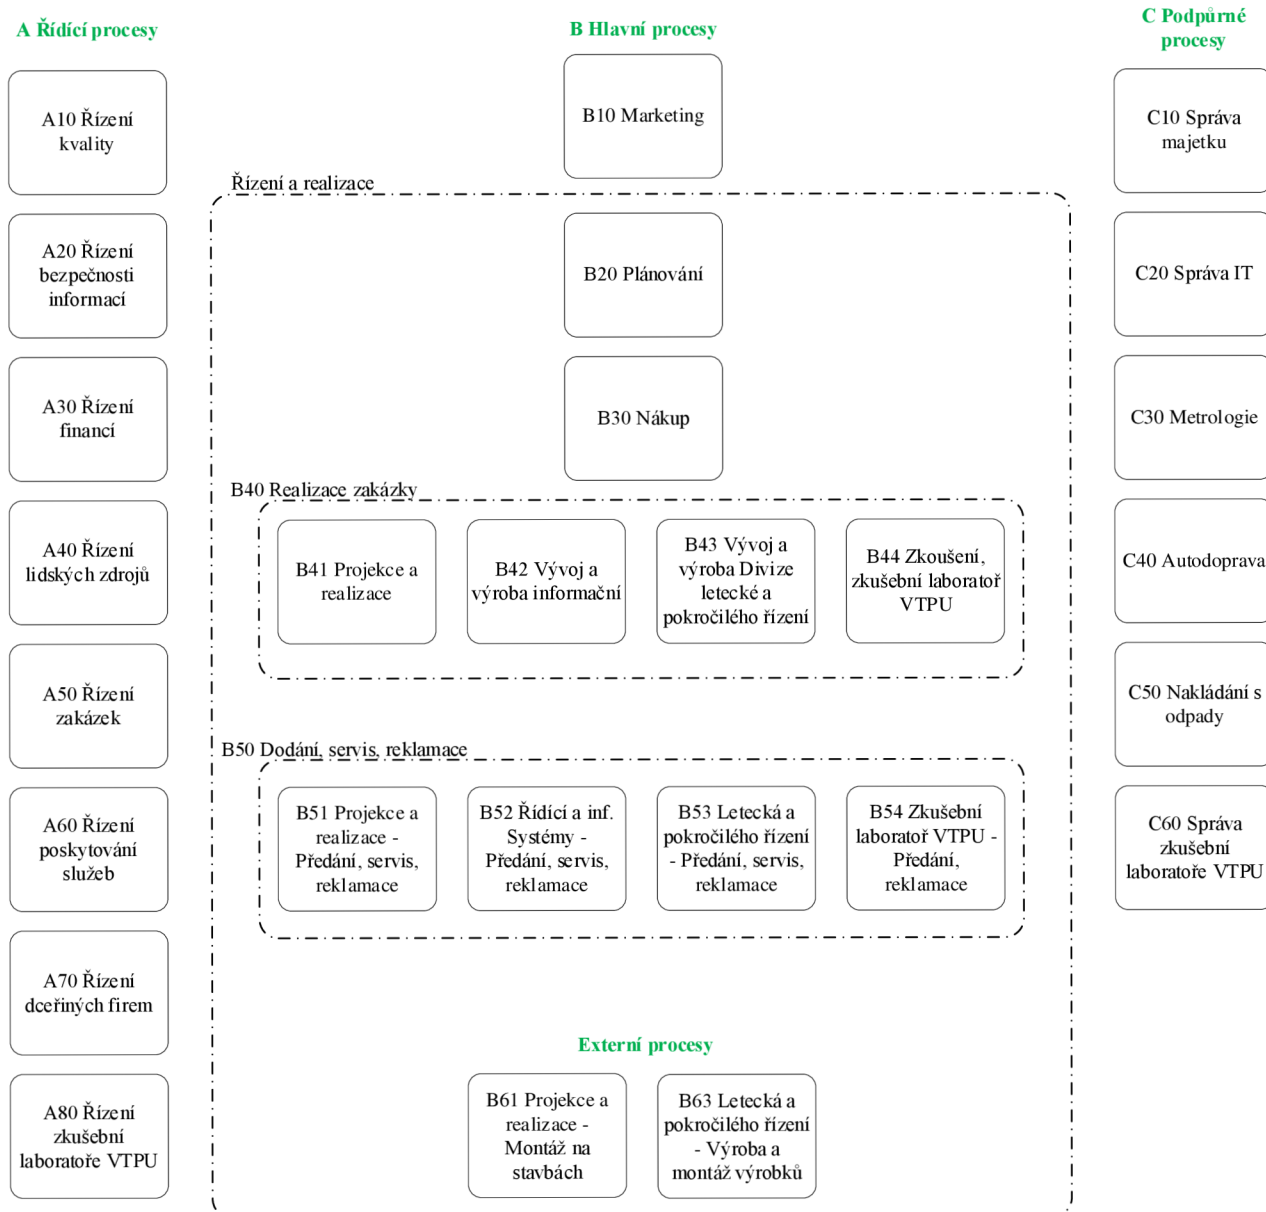 A Řídící procesy
A10 Řízení
kvality
A20 Řízení
bezpečnosti
informací
A30 Řízení
financí
A40 Řízení
lidských zdrojů
A50 Řízení
zakázek
A60 Řízení
poskytování
služeb
A70 Řízení
dceřiných firem
A80 Řízení
zkušební
laboratoře VTPU
B Hlavní procesy
B10 Marketing
Řízení a realizace
B20 Plánování
B30 Nákup
B40 Realizace zakázky
B41 Projekce a
realizace
B42 Vývoj a
výroba informační
B43 Vývoj a
výroba Divize
letecké a
pokročilého řízení
B44 Zkoušení,
zkušební laboratoř
VTPU
B50 Dodání, servis, reklamace
B51 Projekce a
realizace -
Předání, servis,
reklamace
B52 Řídící a inf.
Systémy -
Předání, servis,
reklamace
B53 Letecká a
pokročilého řízení
- Předání, servis,
reklamace
B54 Zkušební
laboratoř VTPU -
Předání,
reklamace
Externí procesy
B61 Projekce a
realizace -
Montáž na
stavbách
B63 Letecká a
pokročilého řízení
- Výroba a
montáž výrobků
C Podpůrné
procesy
C10 Správa
majetku
C20 Správa IT
C30 Metrologie
C40 Autodoprava
C50 Nakládání s
odpady
C60 Správa
zkušební
laboratoře VTPU